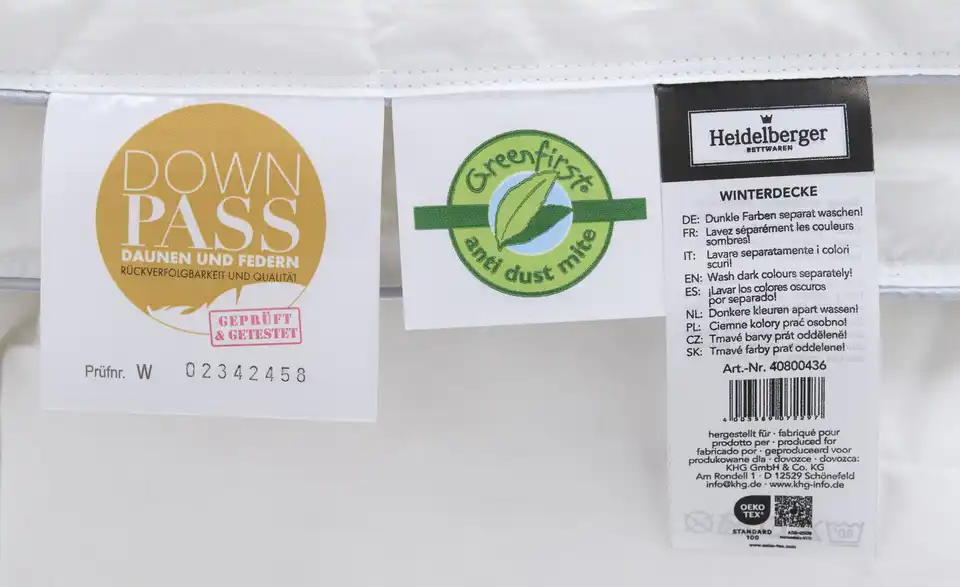 DOWN
PASS
DAUNEN UND FEDERN
RÜCKVERFOLGBARKEIT UND QUALITÄT
GEPRÜFT
& GETESTET
Prüfnr. W 02342458
Greenfirst
anti dust mite
Heidelberger
BETTWAREN
WINTERDECKE
DE: Dunkle Farben separat waschen!
FR: Lavez séparément les couleurs
sombres!
IT: Lavare separatamente i colori
scuri!
EN: Wash dark colours separately!
ES: ¡Lavar los colores oscuros
por separado!
NL: Donkere kleuren apart wassen!
PL: Ciemne kolory prać osobno!
CZ: Tmavé barvy prát odděleně!
SK: Tmavé farby prať oddelene!
Art.-Nr. 40800436
hergestellt für · fabriqué pour
prodotto per · produced for
fabricado por · geproduceerd voor
produkowane dla · dovozce · dovozca:
KHG GmbH & Co. KG
Am Rondell 1 · D 12529 Schönefeld
info@khg.de · www.khg-info.de
OEKO
TEX®
STANDARD
100
www.oeko-tex.com